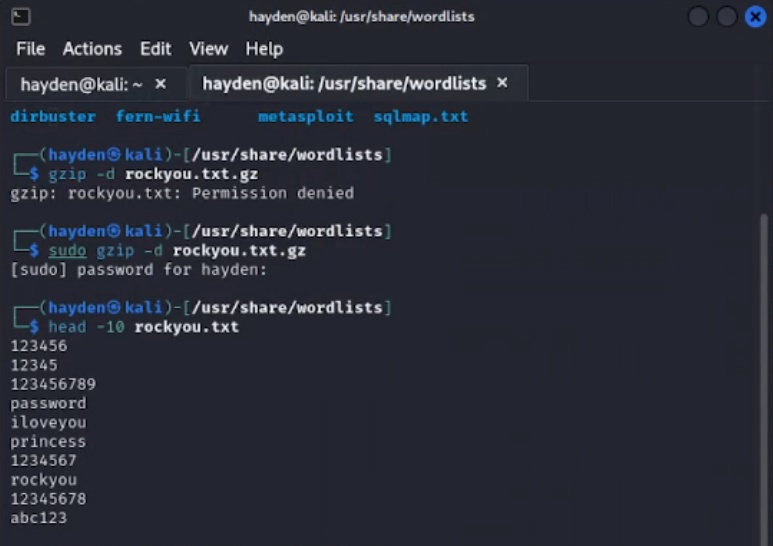 hayden@kali: /usr/share/wordlists
File Actions Edit View Help
hayden@kali: ~ × hayden@kali: /usr/share/wordlists ×
dirbuster fern-wifi metasploit sqlmap.txt
┌──(hayden㉿kali)-[/usr/share/wordlists]
└─$ gzip -d rockyou.txt.gz
gzip: rockyou.txt: Permission denied
┌──(hayden㉿kali)-[/usr/share/wordlists]
└─$ sudo gzip -d rockyou.txt.gz
[sudo] password for hayden:
┌──(hayden㉿kali)-[/usr/share/wordlists]
└─$ head -10 rockyou.txt
123456
12345
123456789
password
iloveyou
princess
1234567
rockyou
12345678
abc123